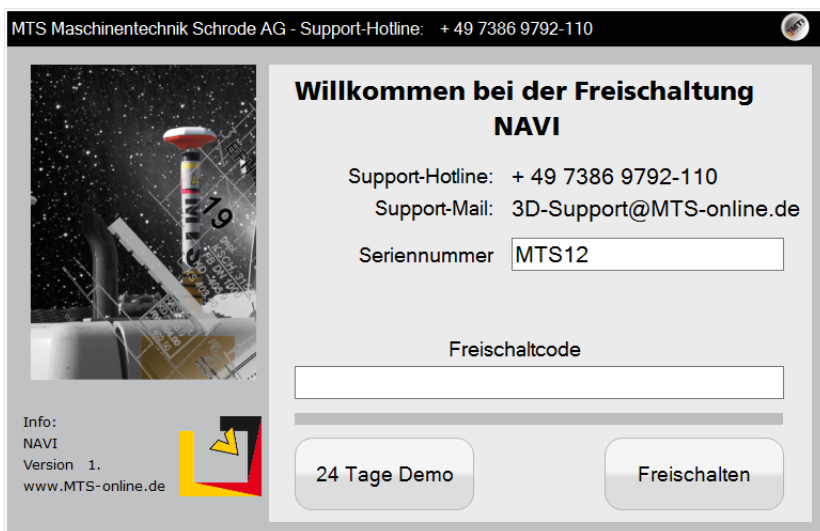 MTS Maschinentechnik Schrode AG - Support-Hotline: + 49 7386 9792-110
Willkommen bei der Freischaltung
NAVI
Support-Hotline: + 49 7386 9792-110
Support-Mail: 3D-Support@MTS-online.de
Seriennummer MTS12
Freischaltcode
Info:
NAVI
Version 1.
www.MTS-online.de
24 Tage Demo
Freischalten
19